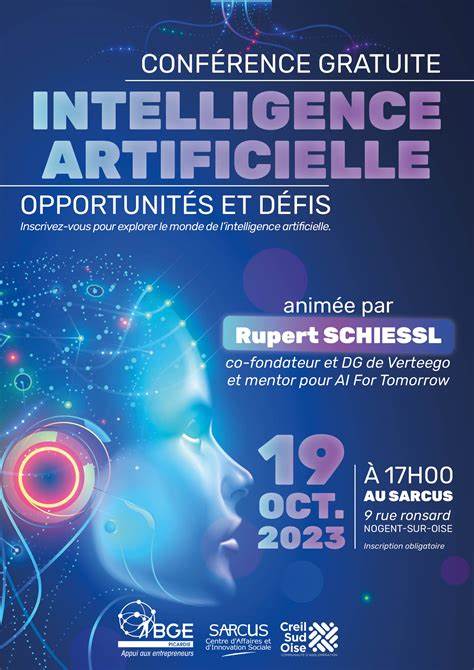 CONFÉRENCE GRATUITE
INTELLIGENCE
ARTIFICIELLE
OPPORTUNITÉS ET DÉFIS
Inscrivez-vous pour explorer le monde de l'intelligence artificielle.
animée par
Rupert SCHIESSL
co-fondateur et DG de Verteego
et mentor pour AI For Tomorrow
19
OCT.
2023
À 17H00
AU SARCUS
9 rue ronsard
NOGENT-SUR-OISE
Inscription obligatoire
BGE
PICARDIE
Appui aux entrepreneurs
SARCUS
Centre d'Affaires et
d'Innovation Sociale
Creil
Sud
Oise
COMMUNAUTÉ D'AGGLOMÉRATION